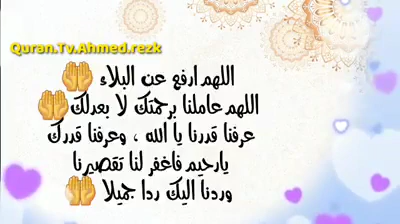 Quran.Tv.Ahmed.rezk
اللهم ارفع عن البلاء 🤲
اللهم عاملنا برحمتك لا بعدلك 🤲
عرفنا قدرنا يا الله ، وعرفنا قدرك
يارحيم فاغفر لنا تقصيرنا
وردنا اليك ردا جميلا 🤲